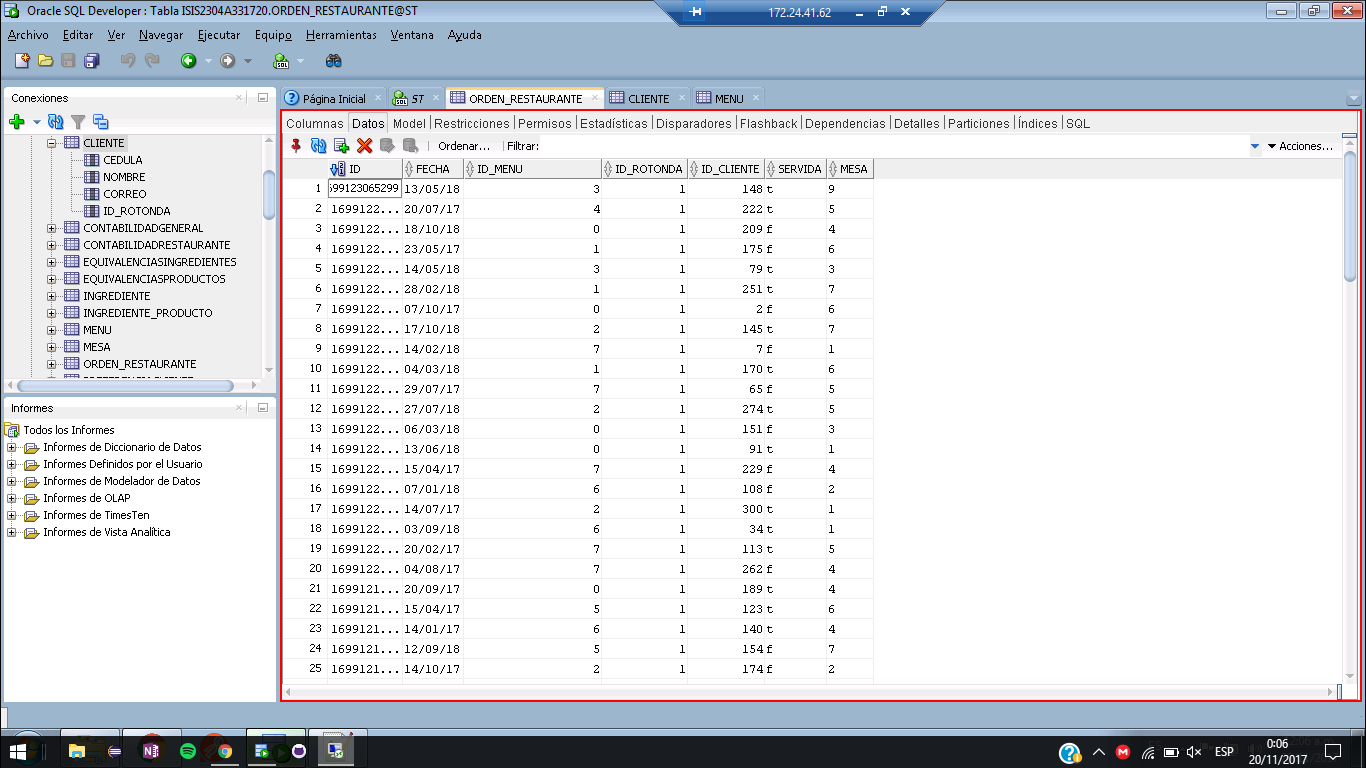 Oracle SQL Developer : Tabla ISIS2304A331720.ORDEN_RESTAURANTE@ST
172.24.41.62
Archivo Editar Ver Navegar Ejecutar Equipo Herramientas Ventana Ayuda
Conexiones
CLIENTE
CEDULA
NOMBRE
CORREO
ID_ROTONDA
CONTABILIDADGENERAL
CONTABILIDADRESTAURANTE
EQUIVALENCIASINGREDIENTES
EQUIVALENCIASPRODUCTOS
INGREDIENTE
INGREDIENTE_PRODUCTO
MENU
MESA
ORDEN_RESTAURANTE
Informes
Todos los Informes
Informes de Diccionario de Datos
Informes Definidos por el Usuario
Informes de Modelador de Datos
Informes de OLAP
Informes de TimesTen
Informes de Vista Analítica
Página Inicial ST ORDEN_RESTAURANTE CLIENTE MENU
Columnas Datos Model Restricciones Permisos Estadísticas Disparadores Flashback Dependencias Detalles Particiones Índices SQL
Ordenar... Filtrar: Acciones...
ID FECHA ID_MENU ID_ROTONDA ID_CLIENTE SERVIDA MESA
1 699123065299 13/05/18 3 1 148 t 9
2 1699122... 20/07/17 4 1 222 t 5
3 1699122... 18/10/18 0 1 209 f 4
4 1699122... 23/05/17 1 1 175 f 6
5 1699122... 14/05/18 3 1 79 t 3
6 1699122... 28/02/18 1 1 251 t 7
7 1699122... 07/10/17 0 1 2 f 6
8 1699122... 17/10/18 2 1 145 t 7
9 1699122... 14/02/18 7 1 7 f 1
10 1699122... 04/03/18 1 1 170 t 6
11 1699122... 29/07/17 7 1 65 f 5
12 1699122... 27/07/18 2 1 274 t 5
13 1699122... 06/03/18 0 1 151 f 3
14 1699122... 13/06/18 0 1 91 t 1
15 1699122... 15/04/17 7 1 229 f 4
16 1699122... 07/01/18 6 1 108 f 2
17 1699122... 14/07/17 2 1 300 t 1
18 1699122... 03/09/18 6 1 34 t 1
19 1699122... 20/02/17 7 1 113 t 5
20 1699122... 04/08/17 7 1 262 f 4
21 1699121... 20/09/17 0 1 189 t 4
22 1699121... 15/04/17 5 1 123 t 6
23 1699121... 14/01/17 6 1 140 t 4
24 1699121... 12/09/18 5 1 154 f 7
25 1699121... 14/10/17 2 1 174 f 2
ESP
0:06
20/11/2017